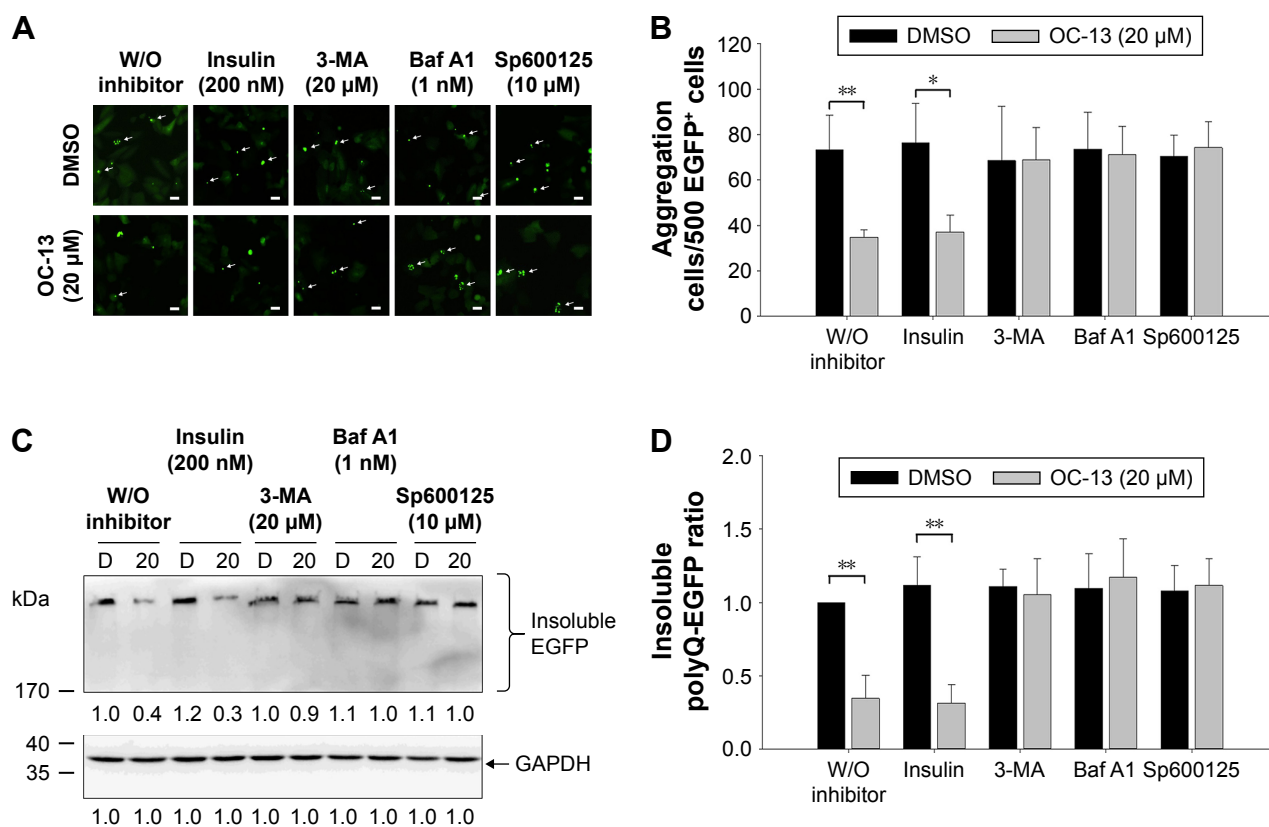 A
W/O
inhibitor
Insulin
(200 nM)
3-MA
(20 µM)
Baf A1
(1 nM)
Sp600125
(10 µM)
DMSO
OC-13
(20 µM)
B
DMSO
OC-13 (20 µM)
Aggregation
cells/500 EGFP⁺ cells
120
100
80
60
40
20
0
**
*
W/O
inhibitor
Insulin
3-MA
Baf A1
Sp600125
C
Insulin
(200 nM)
Baf A1
(1 nM)
W/O
inhibitor
3-MA
(20 µM)
Sp600125
(10 µM)
D 20 D 20 D 20 D 20 D 20
kDa
Insoluble
EGFP
170
1.0 0.4 1.2 0.3 1.0 0.9 1.1 1.0 1.1 1.0
40
35
GAPDH
1.0 1.0 1.0 1.0 1.0 1.0 1.0 1.0 1.0 1.0
D
DMSO
OC-13 (20 µM)
Insoluble
polyQ-EGFP ratio
2.0
1.5
1.0
0.5
0.0
**
**
W/O
inhibitor
Insulin
3-MA
Baf A1
Sp600125